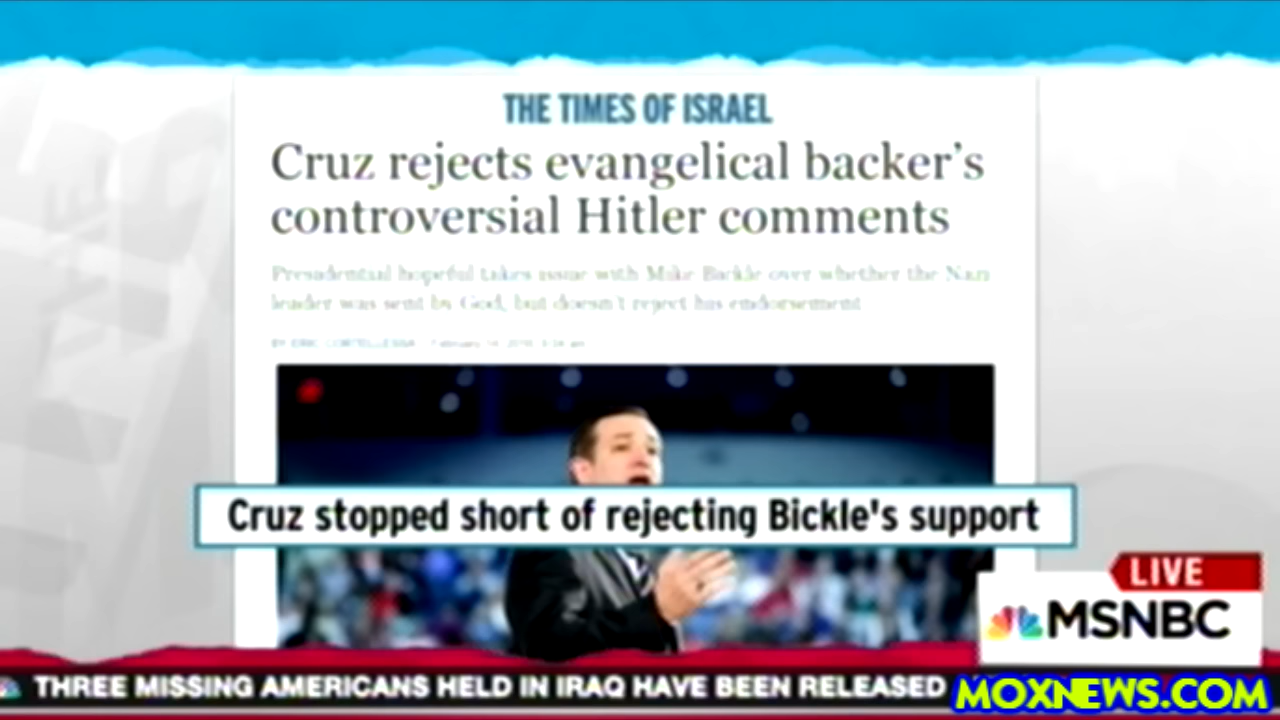 THE TIMES OF ISRAEL
Cruz rejects evangelical backer's
controversial Hitler comments
Presidential hopeful takes issue with Mike Bickle over whether the Nazi
leader was sent by God, but doesn't reject his endorsement
Cruz stopped short of rejecting Bickle's support
LIVE
MSNBC
THREE MISSING AMERICANS HELD IN IRAQ HAVE BEEN RELEASED
MOXNEWS.COM